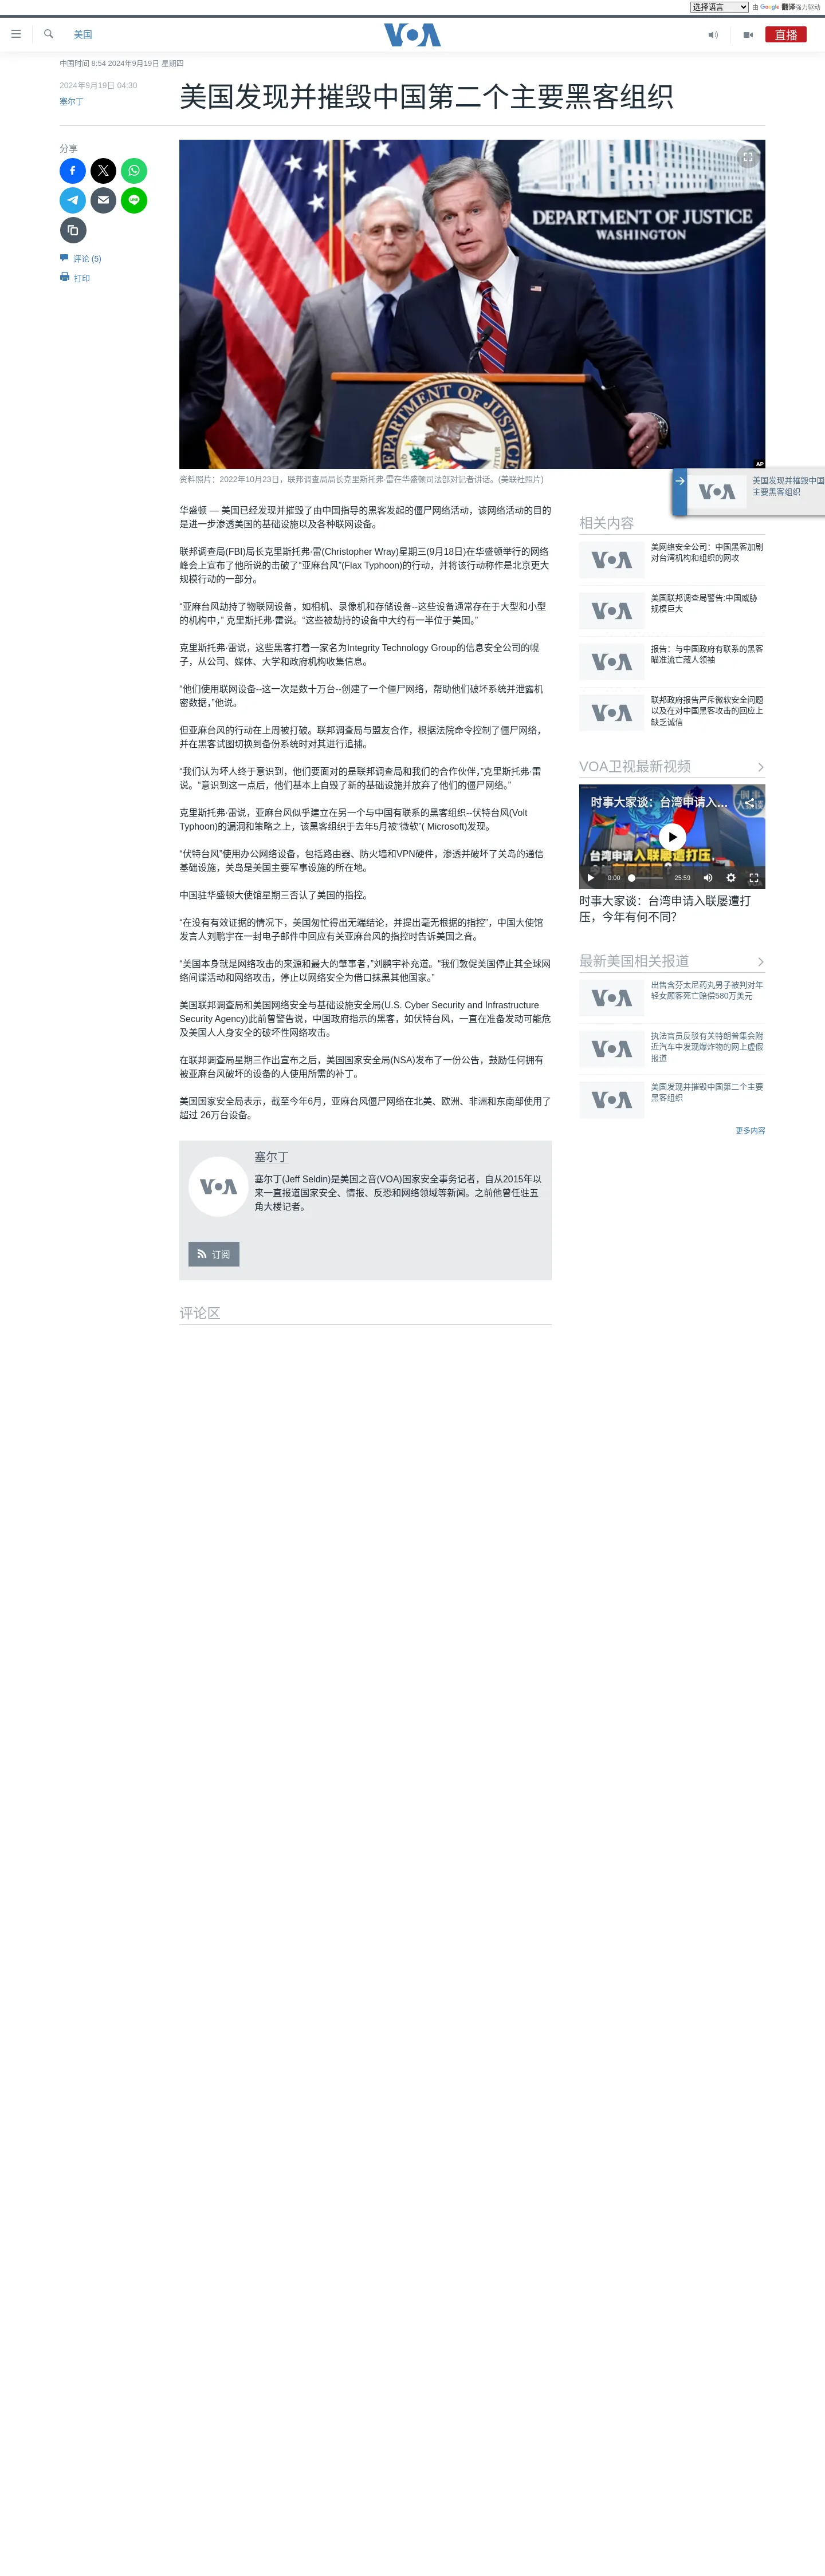 选择语言 由 Google 翻译强力驱动
美国
VOA
直播
中国时间 8:54 2024年9月19日 星期四
2024年9月19日 04:30
塞尔丁
美国发现并摧毁中国第二个主要黑客组织
分享
评论 (5)
打印
DEPARTMENT OF JUSTICE
WASHINGTON
DEPARTMENT OF JUSTICE
AP
资料照片：2022年10月23日，联邦调查局局长克里斯托弗·雷在华盛顿司法部对记者讲话。(美联社照片)
华盛顿 — 美国已经发现并摧毁了由中国指导的黑客发起的僵尸网络活动，该网络活动的目的
是进一步渗透美国的基础设施以及各种联网设备。
联邦调查局(FBI)局长克里斯托弗·雷(Christopher Wray)星期三(9月18日)在华盛顿举行的网络
峰会上宣布了他所说的击破了“亚麻台风”(Flax Typhoon)的行动，并将该行动称作是北京更大
规模行动的一部分。
“亚麻台风劫持了物联网设备，如相机、录像机和存储设备--这些设备通常存在于大型和小型
的机构中，” 克里斯托弗·雷说。“这些被劫持的设备中大约有一半位于美国。”
克里斯托弗·雷说，这些黑客打着一家名为Integrity Technology Group的信息安全公司的幌
子，从公司、媒体、大学和政府机构收集信息。
“他们使用联网设备--这一次是数十万台--创建了一个僵尸网络，帮助他们破坏系统并泄露机
密数据，”他说。
但亚麻台风的行动在上周被打破。联邦调查局与盟友合作，根据法院命令控制了僵尸网络，
并在黑客试图切换到备份系统时对其进行追捕。
“我们认为坏人终于意识到，他们要面对的是联邦调查局和我们的合作伙伴，”克里斯托弗·雷
说。“意识到这一点后，他们基本上自毁了新的基础设施并放弃了他们的僵尸网络。”
克里斯托弗·雷说，亚麻台风似乎建立在另一个与中国有联系的黑客组织--伏特台风(Volt
Typhoon)的漏洞和策略之上，该黑客组织于去年5月被“微软”( Microsoft)发现。
“伏特台风”使用办公网络设备，包括路由器、防火墙和VPN硬件，渗透并破坏了关岛的通信
基础设施，关岛是美国主要军事设施的所在地。
中国驻华盛顿大使馆星期三否认了美国的指控。
“在没有有效证据的情况下，美国匆忙得出无端结论，并提出毫无根据的指控”，中国大使馆
发言人刘鹏宇在一封电子邮件中回应有关亚麻台风的指控时告诉美国之音。
“美国本身就是网络攻击的来源和最大的肇事者，”刘鹏宇补充道。“我们敦促美国停止其全球网
络间谍活动和网络攻击，停止以网络安全为借口抹黑其他国家。”
美国联邦调查局和美国网络安全与基础设施安全局(U.S. Cyber Security and Infrastructure
Security Agency)此前曾警告说，中国政府指示的黑客，如伏特台风，一直在准备发动可能危
及美国人人身安全的破坏性网络攻击。
在联邦调查局星期三作出宣布之后，美国国家安全局(NSA)发布了一份公告，鼓励任何拥有
被亚麻台风破坏的设备的人使用所需的补丁。
美国国家安全局表示，截至今年6月，亚麻台风僵尸网络在北美、欧洲、非洲和东南部使用了
超过 26万台设备。
VOA
塞尔丁
塞尔丁(Jeff Seldin)是美国之音(VOA)国家安全事务记者，自从2015年以
来一直报道国家安全、情报、反恐和网络领域等新闻。之前他曾任驻五
角大楼记者。
订阅
评论区
VOA
美国发现并摧毁中国
主要黑客组织
相关内容
VOA
美网络安全公司：中国黑客加剧
对台湾机构和组织的网攻
VOA
美国联邦调查局警告:中国威胁
规模巨大
VOA
报告：与中国政府有联系的黑客
瞄准流亡藏人领袖
VOA
联邦政府报告严斥微软安全问题
以及在对中国黑客攻击的回应上
缺乏诚信
VOA卫视最新视频
时事大家谈：台湾申请入...
时事
大家谈
台湾申请入联屡遭打压，
0:00
25:59
时事大家谈：台湾申请入联屡遭打
压，今年有何不同？
最新美国相关报道
VOA
出售含芬太尼药丸男子被判对年
轻女顾客死亡赔偿580万美元
VOA
执法官员反驳有关特朗普集会附
近汽车中发现爆炸物的网上虚假
报道
VOA
美国发现并摧毁中国第二个主要
黑客组织
更多内容